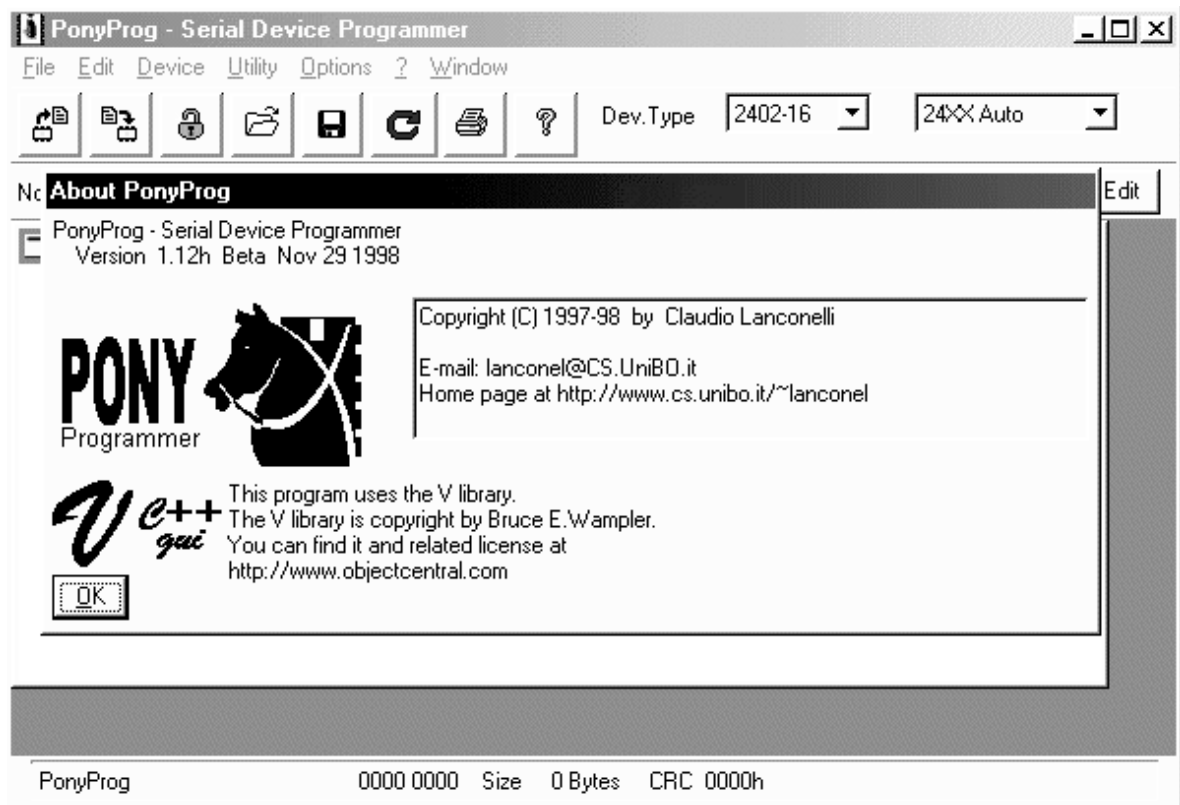 PonyProg - Serial Device Programmer
File Edit Device Utility Options ? Window
Dev.Type 2402-16 24XX Auto
About PonyProg
Edit
PonyProg - Serial Device Programmer
Version 1.12h Beta Nov 29 1998
Copyright (C) 1997-98 by Claudio Lanconelli
E-mail: lanconel@CS.UniBO.it
Home page at http://www.cs.unibo.it/~lanconel
PONY
Programmer
V C++
gui
This program uses the V library.
The V library is copyright by Bruce E.Wampler.
You can find it and related license at
http://www.objectcentral.com
OK
PonyProg 0000 0000 Size 0 Bytes CRC 0000h